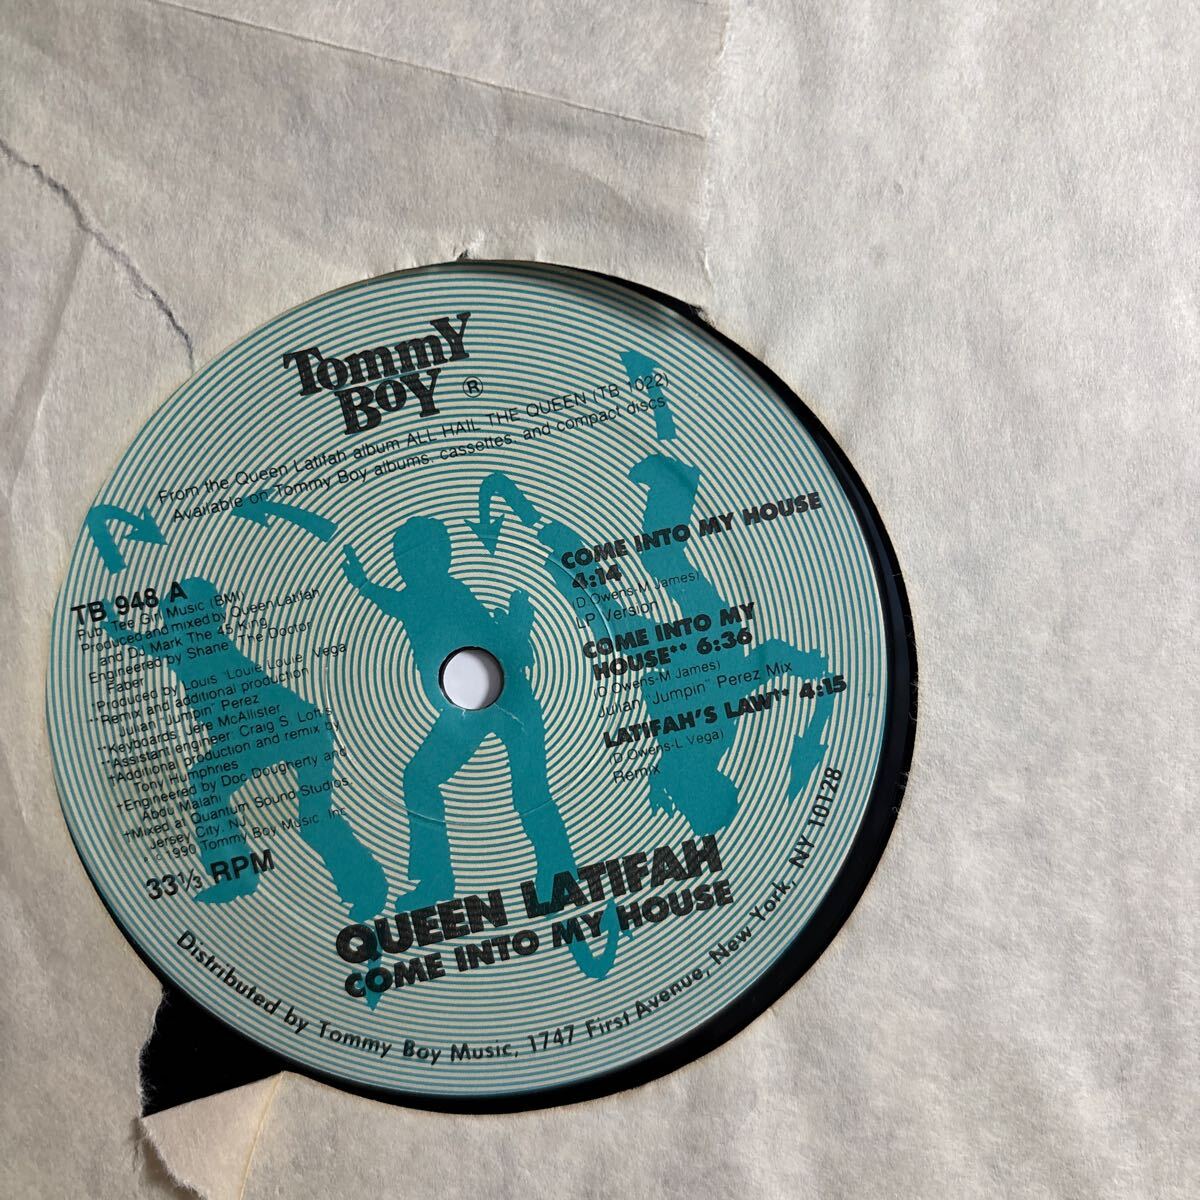 Tommy
Boy ®
From the Queen Latifah album ALL HAIL THE QUEEN (TB 1022)
Available on Tommy Boy albums, cassettes, and compact discs
TB 948 A
Pub. Tee Girl Music (BMI)
Produced and mixed by Queen Latifah
and DJ Mark The 45 King
Engineered by Shane "The Doctor"
Faber
*Produced by Louis "Louie Louie" Vega
**Remix and additional production
Julian "Jumpin" Perez
**Keyboards: Jere McAllister
**Assistant engineer: Craig S. Loftis
†Additional production and remix by
Tony Humphries
†Engineered by Doc Dougherty and
Abdu Malahi
†Mixed at Quantum Sound Studios,
Jersey City, NJ
℗ © 1990 Tommy Boy Music Inc.
33⅓ RPM
COME INTO MY HOUSE
4:14
(D.Owens-M James)
LP Version
COME INTO MY
HOUSE** 6:36
(D.Owens-M James)
Julian "Jumpin" Perez Mix
LATIFAH'S LAW*† 4:15
(D.Owens-L Vega)
Remix
QUEEN LATIFAH
COME INTO MY HOUSE
Distributed by Tommy Boy Music, 1747 First Avenue, New York, NY 10128